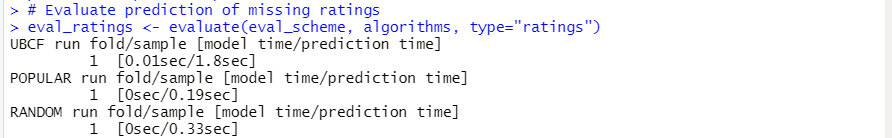 > # Evaluate prediction of missing ratings
> eval_ratings <- evaluate(eval_scheme, algorithms, type="ratings")
UBCF run fold/sample [model time/prediction time]
1 [0.01sec/1.8sec]
POPULAR run fold/sample [model time/prediction time]
1 [0sec/0.19sec]
RANDOM run fold/sample [model time/prediction time]
1 [0sec/0.33sec]